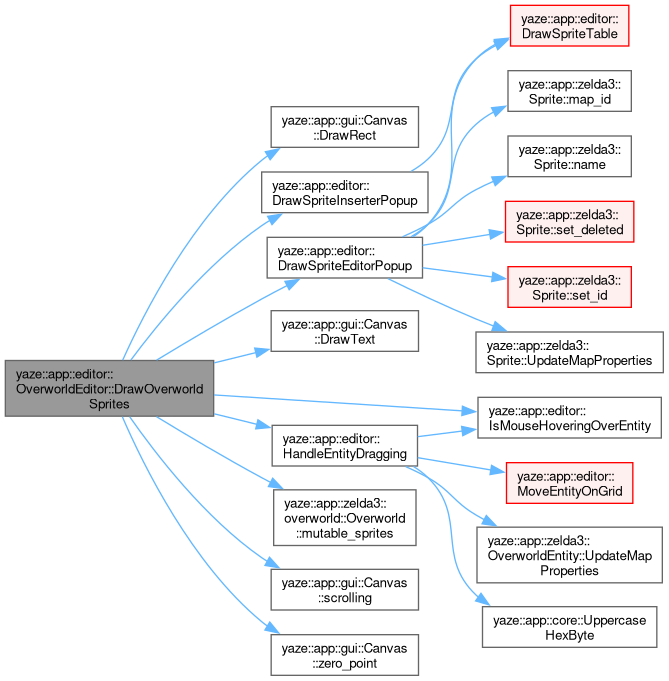 yaze::app::editor::
OverworldEditor::DrawOverworld
Sprites
yaze::app::gui::Canvas
::DrawRect
yaze::app::editor::
DrawSpriteInserterPopup
yaze::app::editor::
DrawSpriteEditorPopup
yaze::app::gui::Canvas
::DrawText
yaze::app::editor::
HandleEntityDragging
yaze::app::zelda3::
overworld::Overworld
::mutable_sprites
yaze::app::gui::Canvas
::scrolling
yaze::app::gui::Canvas
::zero_point
yaze::app::editor::
DrawSpriteTable
yaze::app::zelda3::
Sprite::map_id
yaze::app::zelda3::
Sprite::name
yaze::app::zelda3::
Sprite::set_deleted
yaze::app::zelda3::
Sprite::set_id
yaze::app::zelda3::
Sprite::UpdateMapProperties
yaze::app::editor::
IsMouseHoveringOverEntity
yaze::app::editor::
MoveEntityOnGrid
yaze::app::zelda3::
OverworldEntity::UpdateMap
Properties
yaze::app::core::Uppercase
HexByte